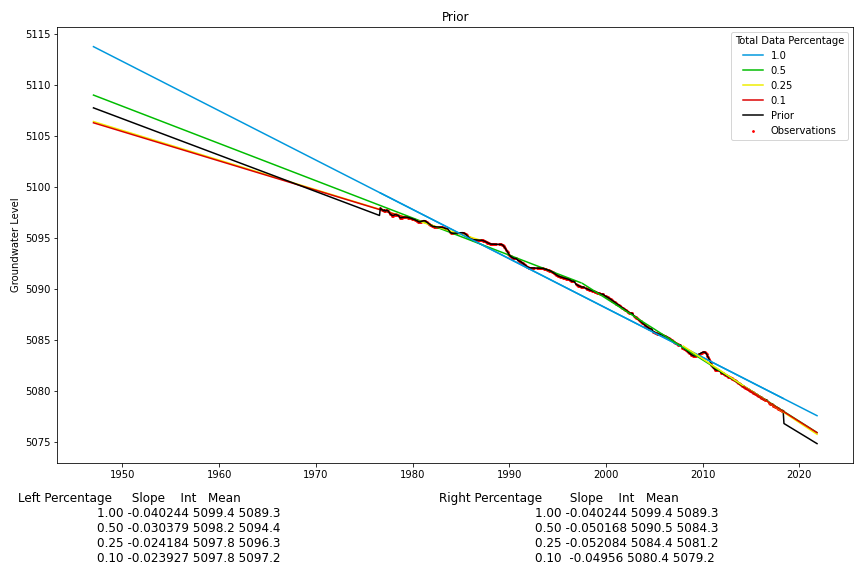 Prior
Total Data Percentage
1.0
0.5
0.25
0.1
Prior
Observations
Groundwater Level
5115
5110
5105
5100
5095
5090
5085
5080
5075
1950 1960 1970 1980 1990 2000 2010 2020
Left Percentage Slope Int Mean
1.00 -0.040244 5099.4 5089.3
0.50 -0.030379 5098.2 5094.4
0.25 -0.024184 5097.8 5096.3
0.10 -0.023927 5097.8 5097.2
Right Percentage Slope Int Mean
1.00 -0.040244 5099.4 5089.3
0.50 -0.050168 5090.5 5084.3
0.25 -0.052084 5084.4 5081.2
0.10 -0.04956 5080.4 5079.2